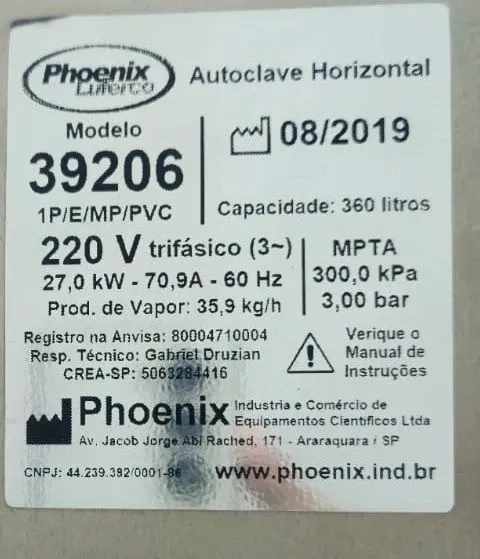 Phoenix
Luferco
Autoclave Horizontal
Modelo
39206
1P/E/MP/PVC
08/2019
Capacidade: 360 litros
220 V trifásico (3~)
27,0 kW - 70,9A - 60 Hz
Prod. de Vapor: 35,9 kg/h
MPTA
300,0 kPa
3,00 bar
Registro na Anvisa: 80004710004
Resp. Técnico: Gabriel Druzian
CREA-SP: 5063284416
Verique o
Manual de
Instruções
Phoenix
Industria e Comércio de
Equipamentos Científicos Ltda
Av. Jacob Jorge Abi Rached, 171 - Araraquara / SP
CNPJ: 44.239.382/0001-86
www.phoenix.ind.br